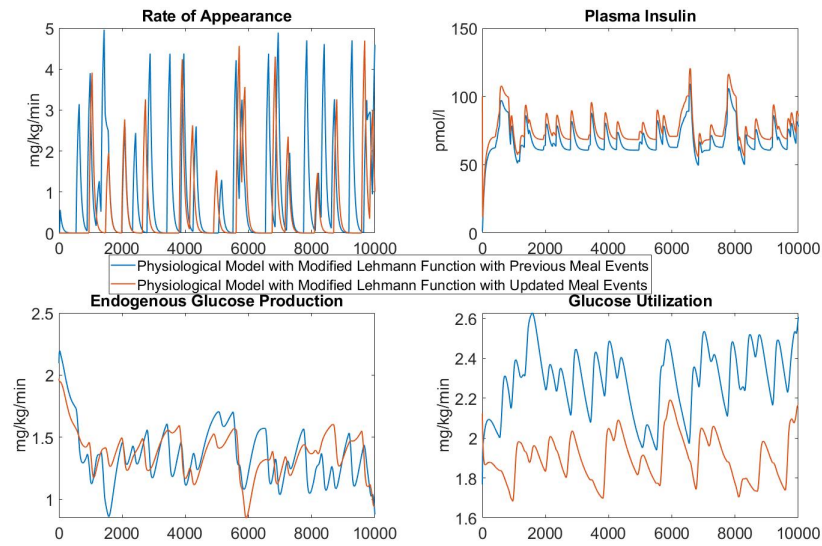 Rate of Appearance
5
4
3
2
1
0
mg/kg/min
0 2000 4000 6000 8000 10000
Plasma Insulin
150
100
50
0
pmol/l
0 2000 4000 6000 8000 10000
Physiological Model with Modified Lehmann Function with Previous Meal Events
Physiological Model with Modified Lehmann Function with Updated Meal Events
Endogenous Glucose Production
2.5
2
1.5
1
mg/kg/min
0 2000 4000 6000 8000 10000
Glucose Utilization
2.6
2.4
2.2
2
1.8
1.6
mg/kg/min
0 2000 4000 6000 8000 10000